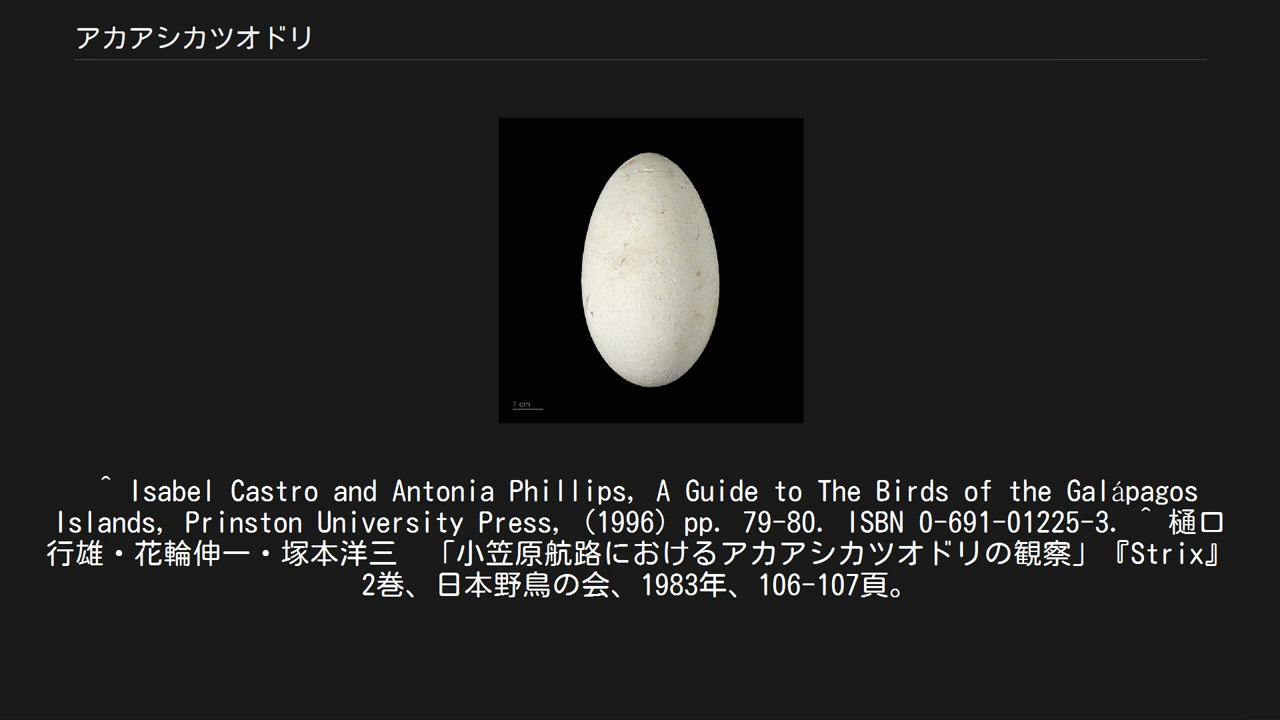 アカアシカツオドリ
1 cm
^ Isabel Castro and Antonia Phillips, A Guide to The Birds of the Galápagos
Islands, Prinston University Press, (1996) pp. 79-80. ISBN 0-691-01225-3. ^ 樋口
行雄・花輪伸一・塚本洋三　「小笠原航路におけるアカアシカツオドリの観察」『Strix』
2巻、日本野鳥の会、1983年、106-107頁。